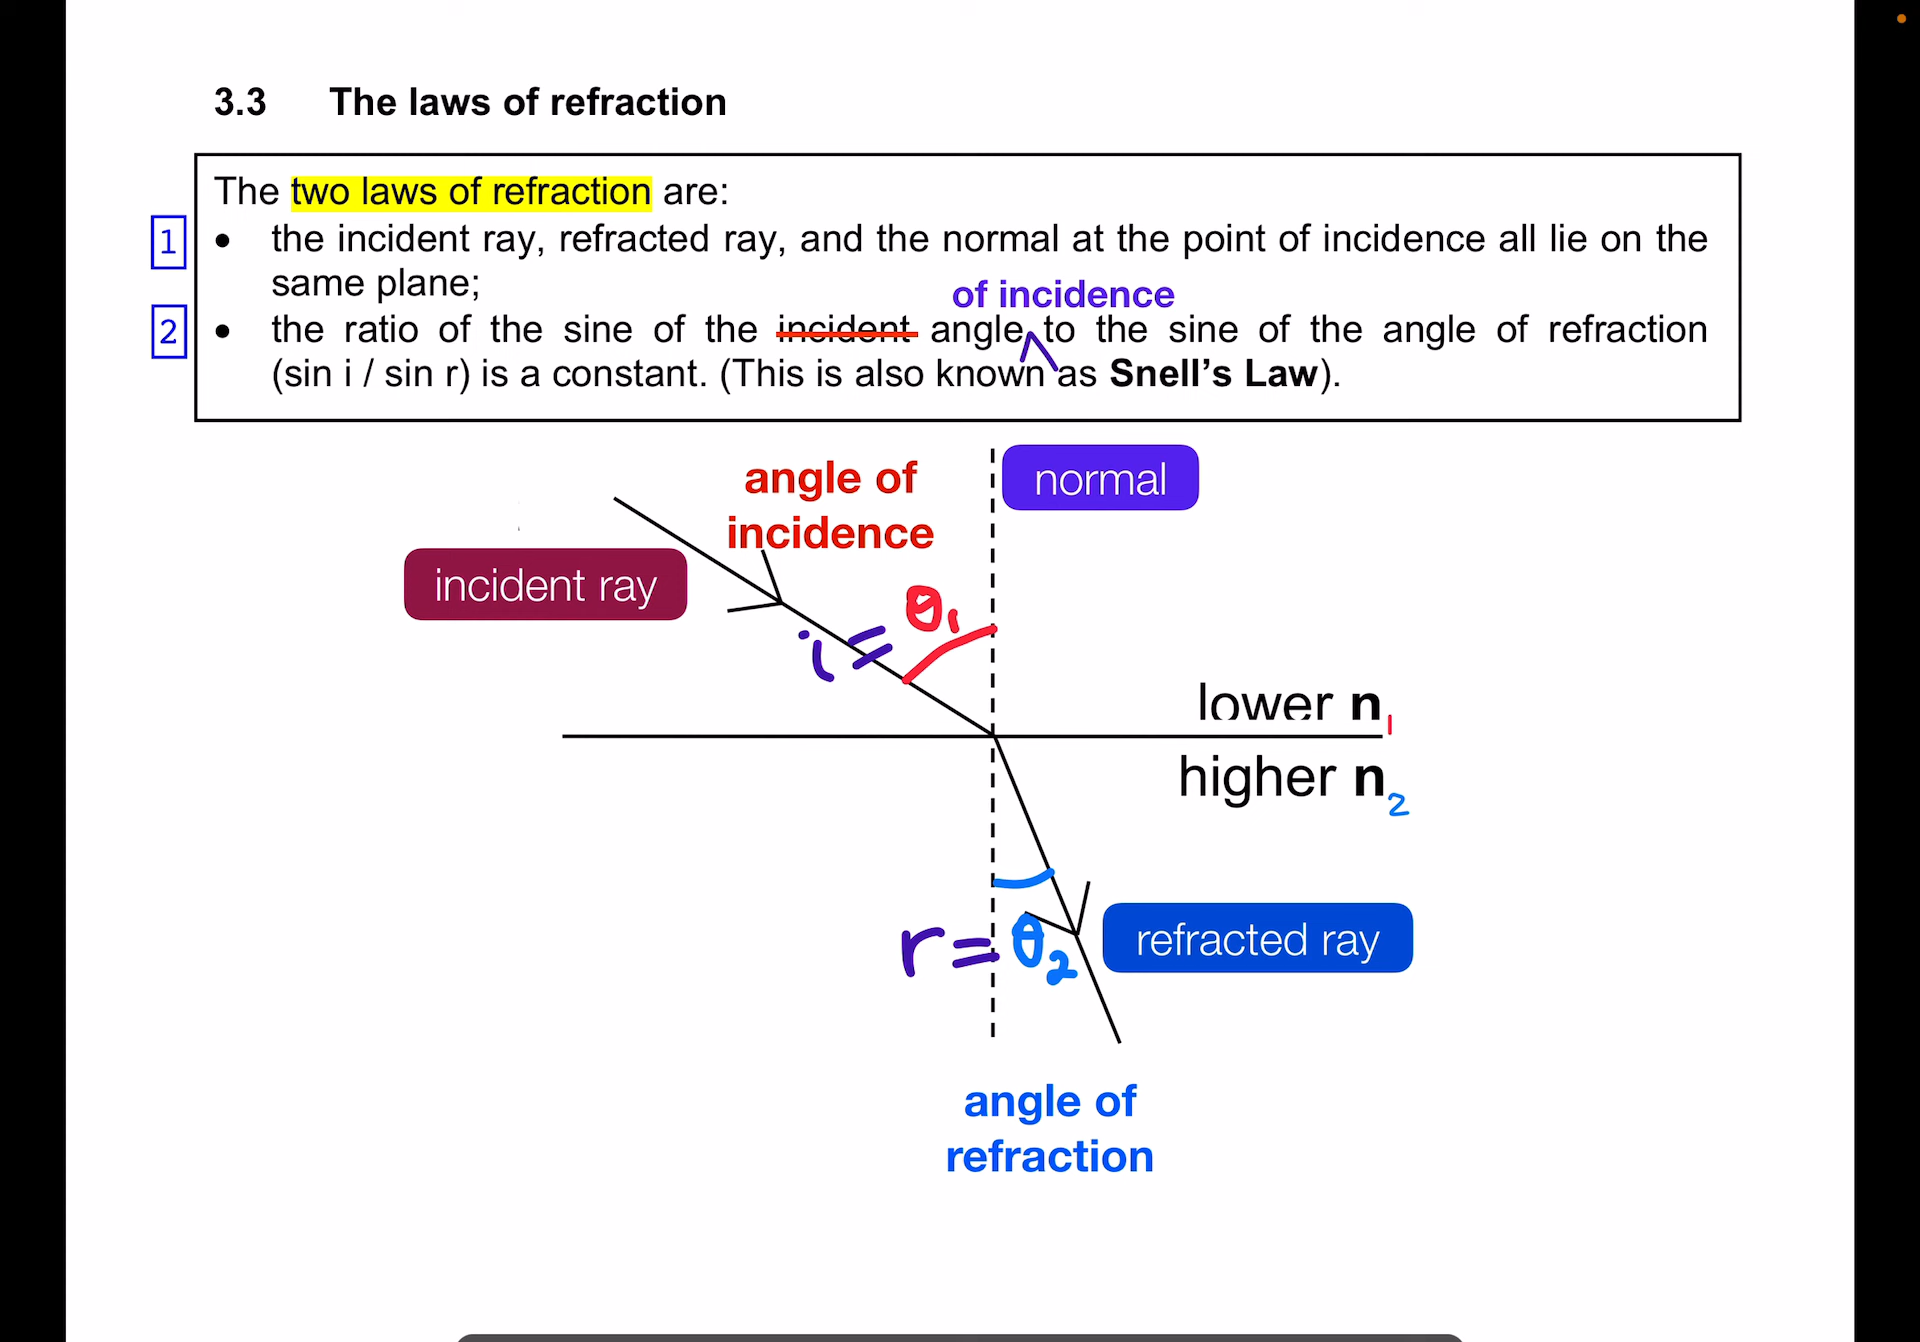 3.3 The laws of refraction
The two laws of refraction are:
1 • the incident ray, refracted ray, and the normal at the point of incidence all lie on the
same plane;
of incidence
2 • the ratio of the sine of the incident angle to the sine of the angle of refraction
(sin i / sin r) is a constant. (This is also known as Snell’s Law).
angle of
incidence
normal
incident ray
i = θ₁
lower n₁
higher n₂
r = θ₂
refracted ray
angle of
refraction